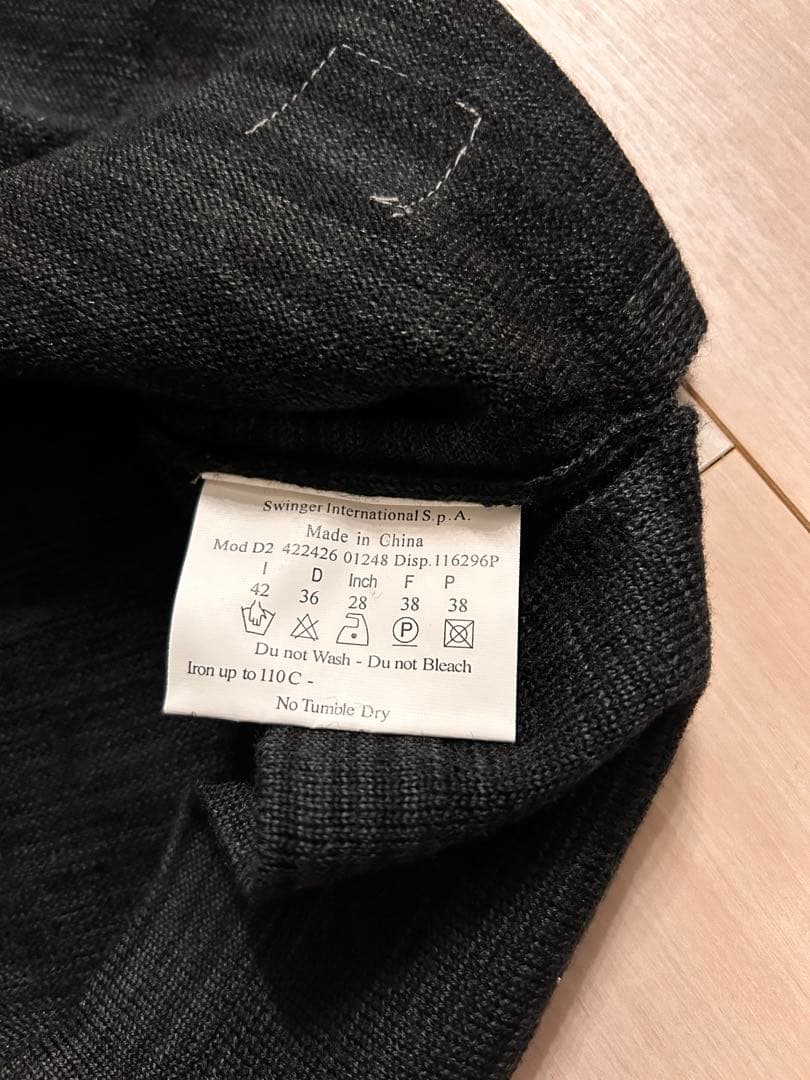 Swinger International S.p.A.
Made in China
Mod D2 422426 01248 Disp.116296P
I D Inch F P
42 36 28 38 38
P
Du not Wash - Du not Bleach
Iron up to 110 C -
No Tumble Dry